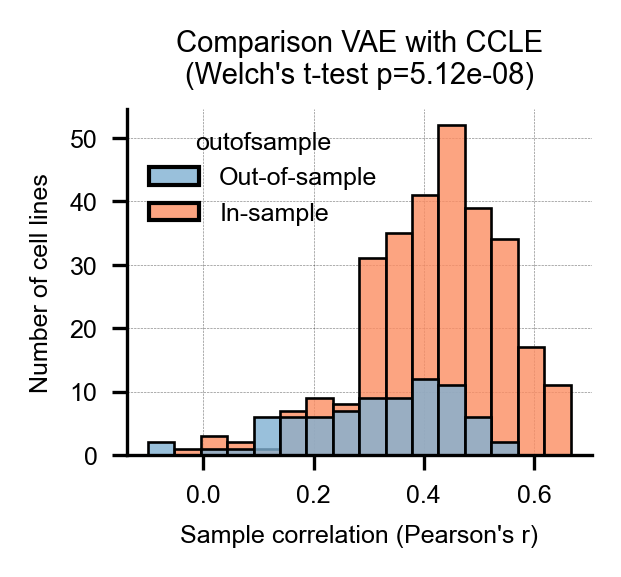 Comparison VAE with CCLE
(Welch's t-test p=5.12e-08)
outofsample
Out-of-sample
In-sample
Number of cell lines
50
40
30
20
10
0
0.0
0.2
0.4
0.6
Sample correlation (Pearson's r)